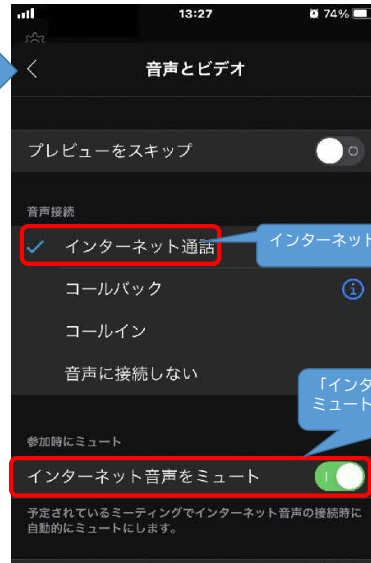 13:27
74%
音声とビデオ
プレビューをスキップ
音声接続
インターネット通話
インターネット
コールバック
コールイン
音声に接続しない
「インタ
ミュート
参加時にミュート
インターネット音声をミュート
予定されているミーティングでインターネット音声の接続時に
自動的にミュートにします。